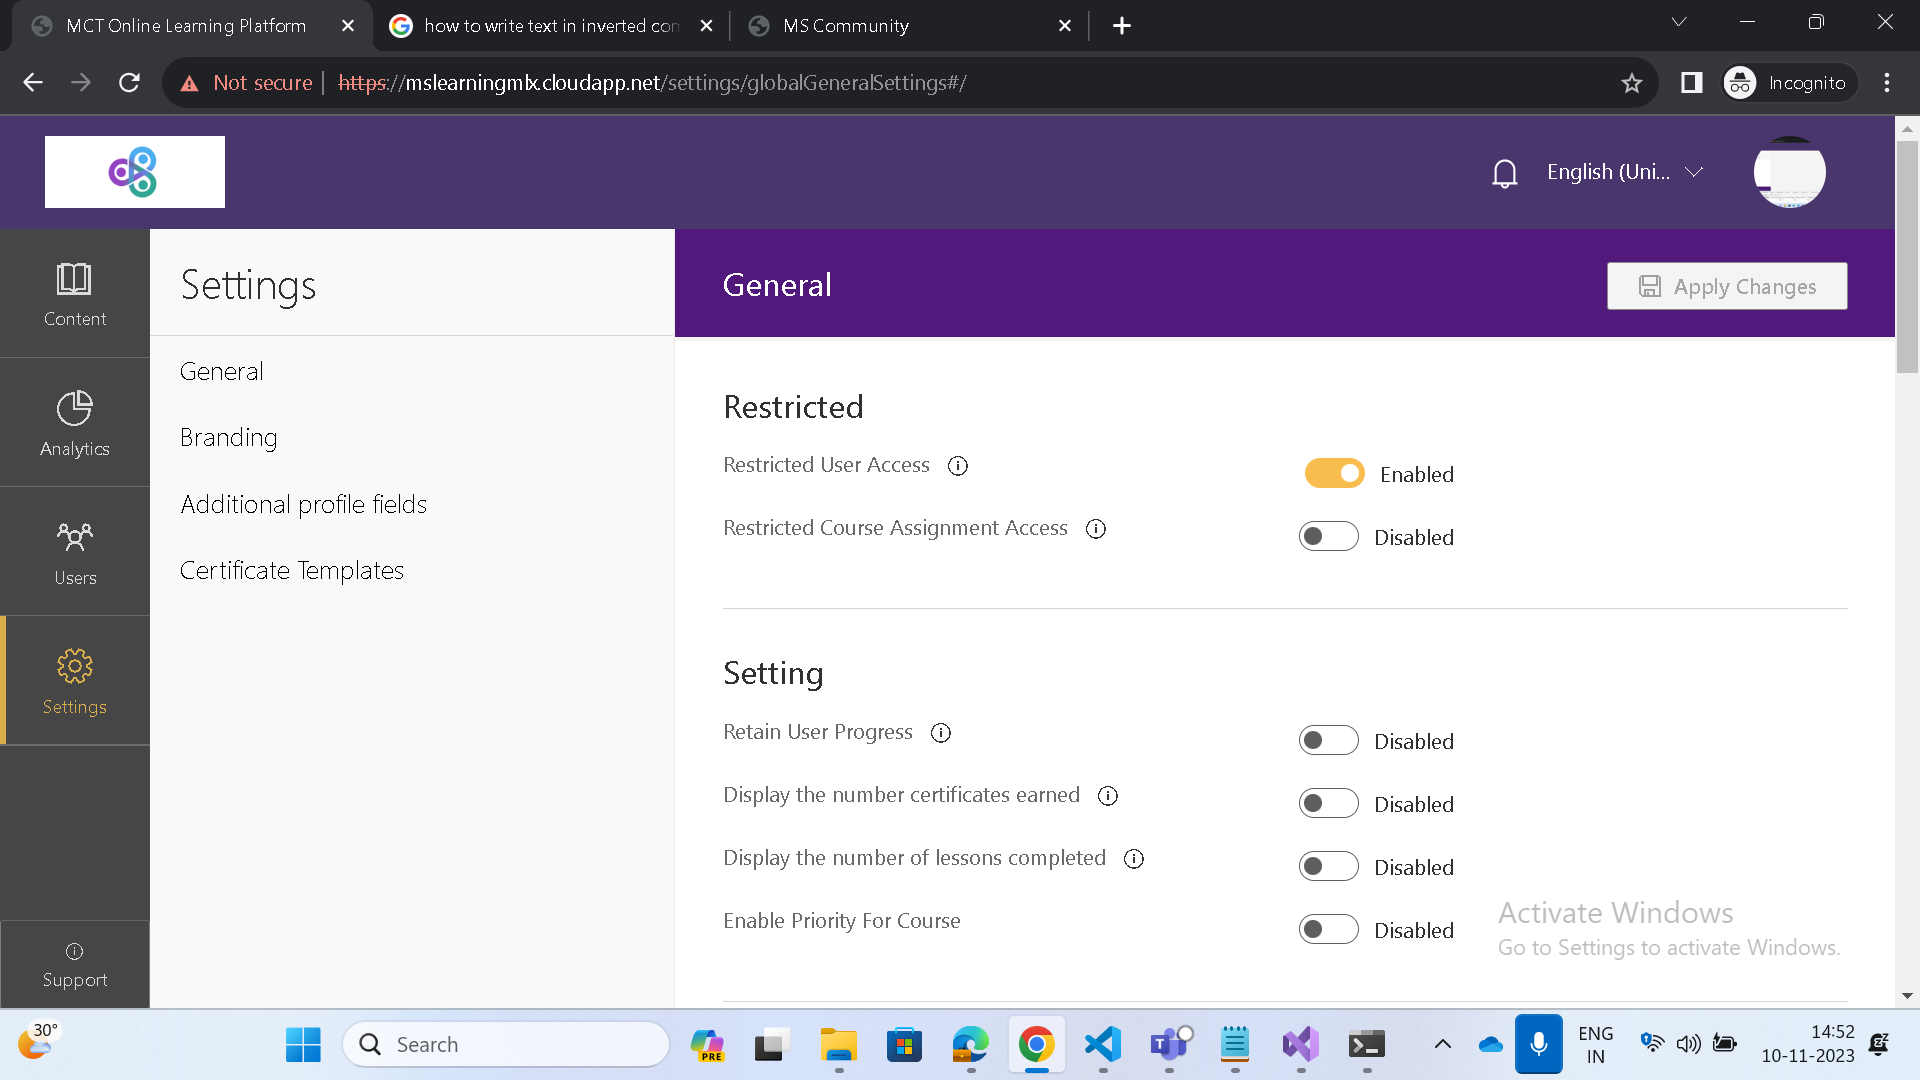 MCT Online Learning Platform
how to write text in inverted con
MS Community
Not secure
https://mslearningmlx.cloudapp.net/settings/globalGeneralSettings#/
Incognito
English (Uni...
Content
Analytics
Users
Settings
Support
Settings
General
Branding
Additional profile fields
Certificate Templates
General
Apply Changes
Restricted
Restricted User Access
Enabled
Restricted Course Assignment Access
Disabled
Setting
Retain User Progress
Disabled
Display the number certificates earned
Disabled
Display the number of lessons completed
Disabled
Enable Priority For Course
Disabled
Activate Windows
Go to Settings to activate Windows.
30°
Search
PRE
ENG
IN
14:52
10-11-2023